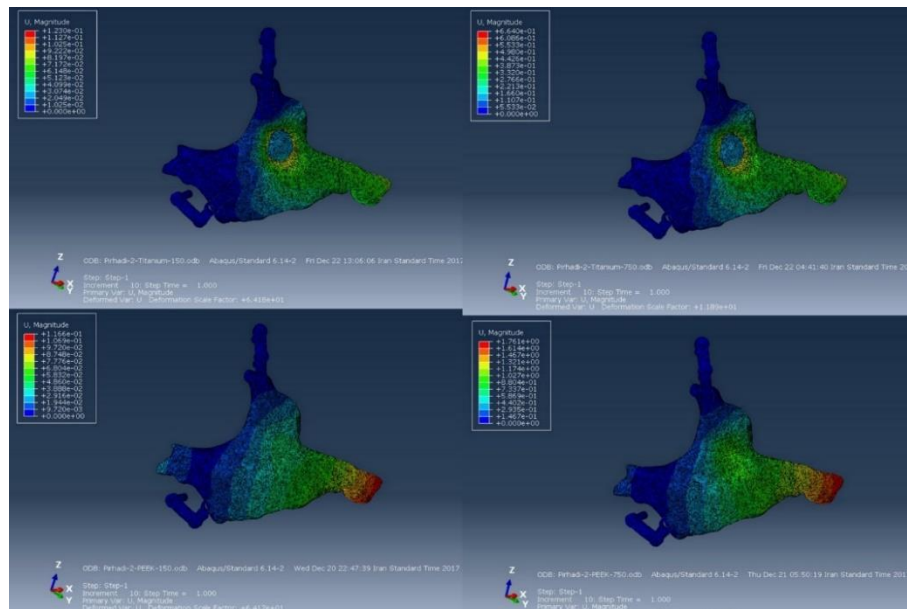 U, Magnitude
+1.230e-01
+1.127e-01
+1.025e-01
+9.222e-02
+8.197e-02
+7.172e-02
+6.148e-02
+5.123e-02
+4.099e-02
+3.074e-02
+2.049e-02
+1.025e-02
+0.000e+00
Z
X
Y
ODB: Pirhadi-2-Titanium-150.odb Abaqus/Standard 6.14-2 Fri Dec 22 13:06:06 Iran Standard Time 2017
Step: Step-1
Increment 10: Step Time = 1.000
Primary Var: U, Magnitude
Deformed Var: U Deformation Scale Factor: +6.418e+01
U, Magnitude
+6.640e-01
+6.086e-01
+5.533e-01
+4.980e-01
+4.426e-01
+3.873e-01
+3.320e-01
+2.766e-01
+2.213e-01
+1.660e-01
+1.107e-01
+5.533e-02
+0.000e+00
Z
X
Y
ODB: Pirhadi-2-Titanium-750.odb Abaqus/Standard 6.14-2 Fri Dec 22 04:41:40 Iran Standard Time 20
Step: Step-1
Increment 10: Step Time = 1.000
Primary Var: U, Magnitude
Deformed Var: U Deformation Scale Factor:
U, Magnitude
+1.166e-01
+1.069e-01
+9.720e-02
+8.748e-02
+7.776e-02
+6.804e-02
+5.832e-02
+4.860e-02
+3.888e-02
+2.916e-02
+1.944e-02
+9.720e-03
+0.000e+00
Z
X
Y
ODB: Pirhadi-2-PEEK-150.odb Abaqus/Standard 6.14-2 Wed Dec 20 22:47:39 Iran Standard Time 2017
Step: Step-1
Increment 10: Step Time = 1.000
Primary Var: U, Magnitude
Deformed Var: U Deformation Scale Factor:
U, Magnitude
+1.761e+00
+1.614e+00
+1.467e+00
+1.321e+00
+1.174e+00
+1.027e+00
+8.804e-01
+7.337e-01
+5.869e-01
+4.402e-01
+2.935e-01
+1.467e-01
+0.000e+00
Z
X
Y
ODB: Pirhadi-2-PEEK-750.odb Abaqus/Standard 6.14-2 Thu Dec 21 05:50:19 Iran Standard Time 2017
Step: Step-1
Increment 10: Step Time = 1.000
Primary Var: U, Magnitude